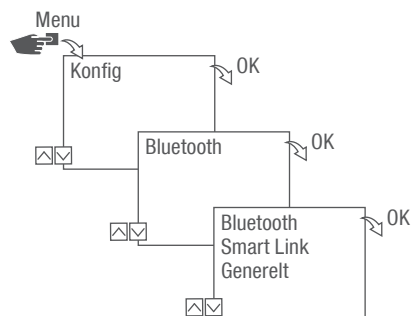 Menu
Konfig
OK
Bluetooth
OK
Bluetooth
Smart Link
Generelt
OK